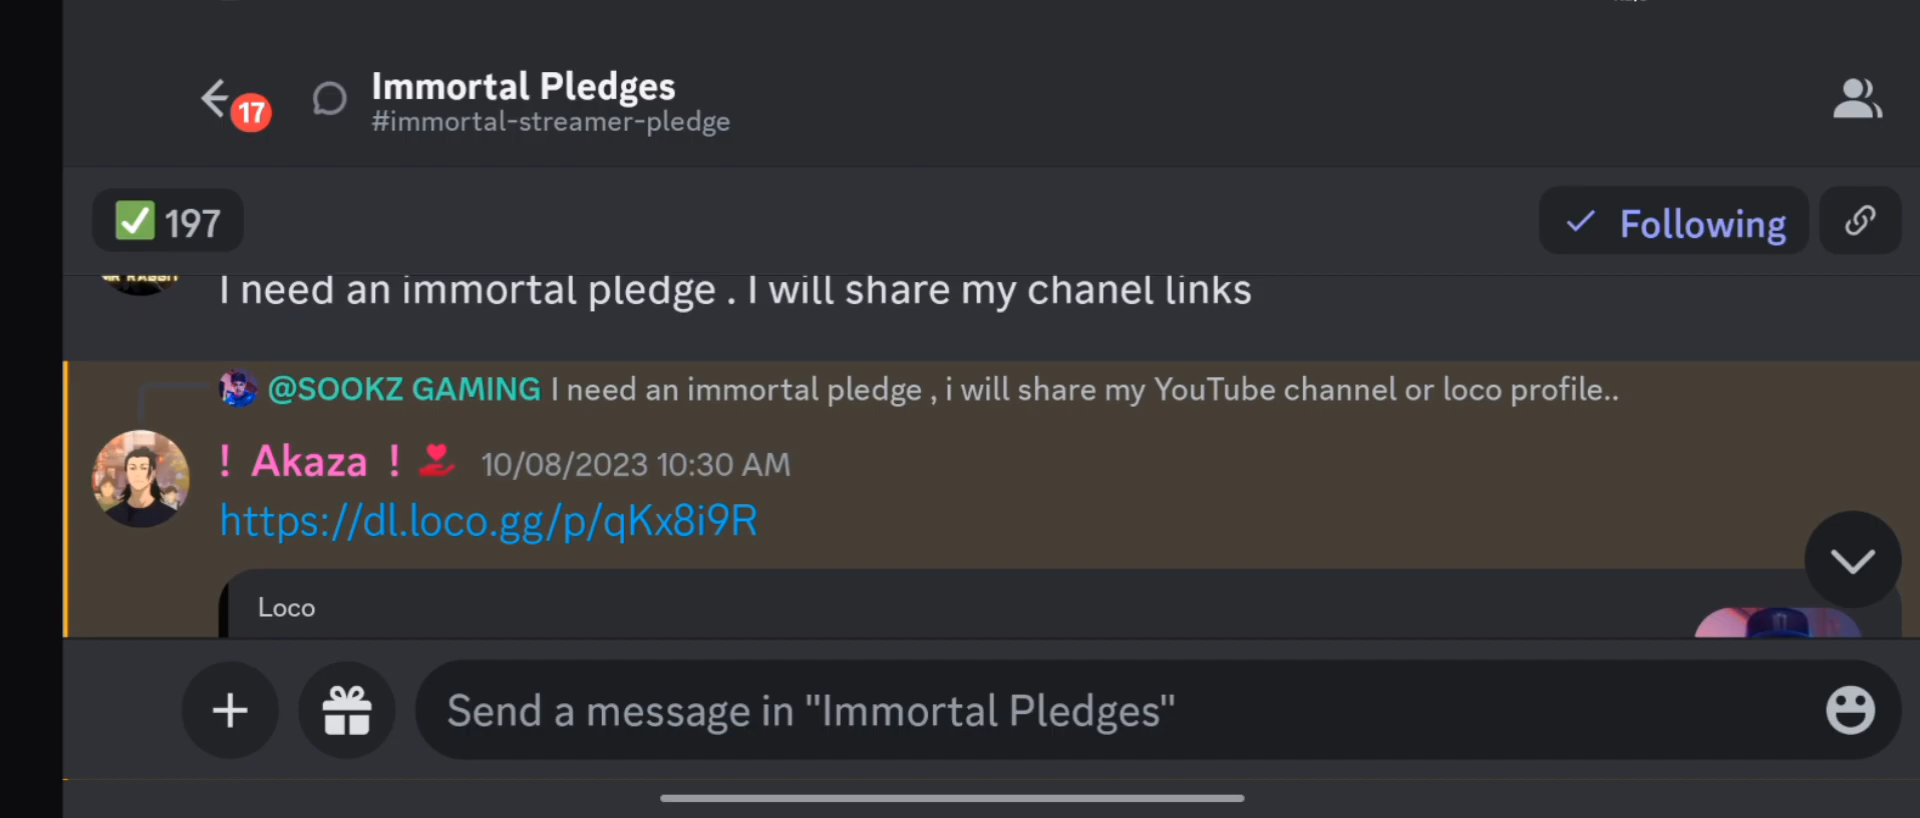 17
Immortal Pledges
#immortal-streamer-pledge
197
Following
I need an immortal pledge . I will share my chanel links
@SOOKZ GAMING I need an immortal pledge , i will share my YouTube channel or loco profile..
! Akaza ! 10/08/2023 10:30 AM
https://dl.loco.gg/p/qKx8i9R
Loco
Send a message in "Immortal Pledges"